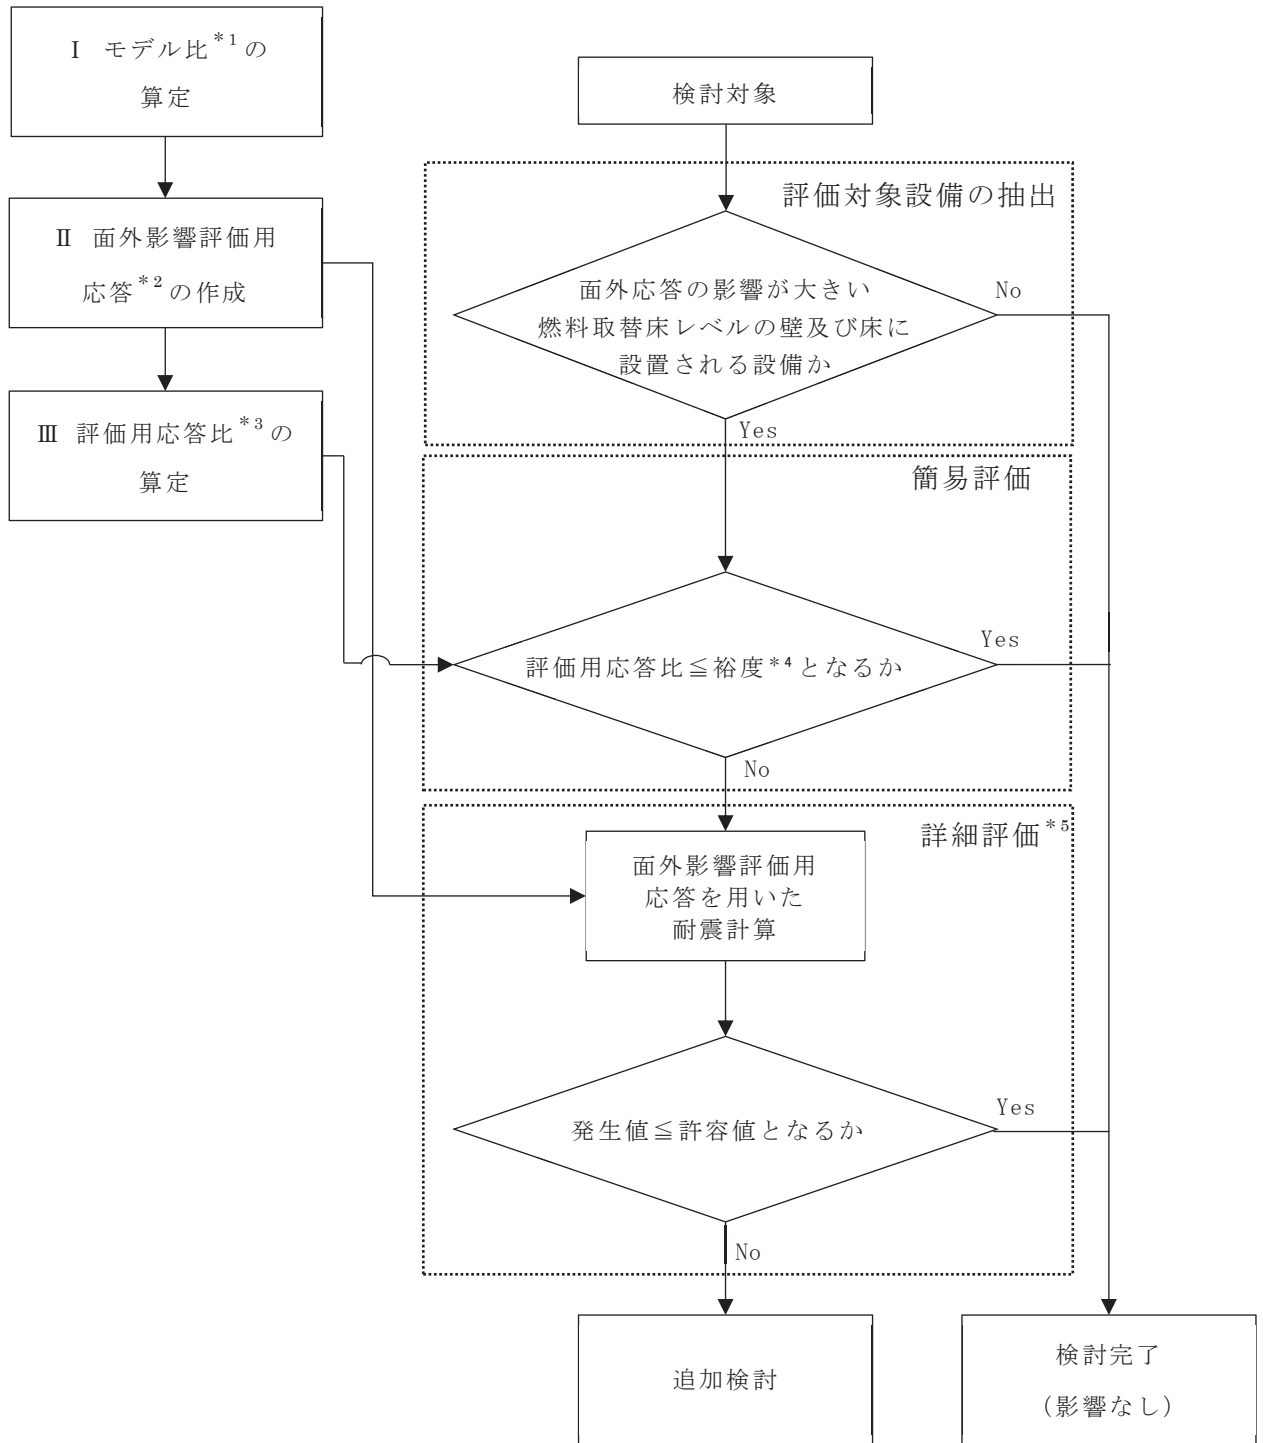 Ⅰ モデル比*1の
算定
Ⅱ 面外影響評価用
応答*2の作成
Ⅲ 評価用応答比*3の
算定
検討対象
評価対象設備の抽出
面外応答の影響が大きい
燃料取替床レベルの壁及び床に
設置される設備か
No
Yes
簡易評価
評価用応答比≦裕度*4となるか
Yes
No
詳細評価*5
面外影響評価用
応答を用いた
耐震計算
発生値≦許容値となるか
Yes
No
追加検討
検討完了
（影響なし）